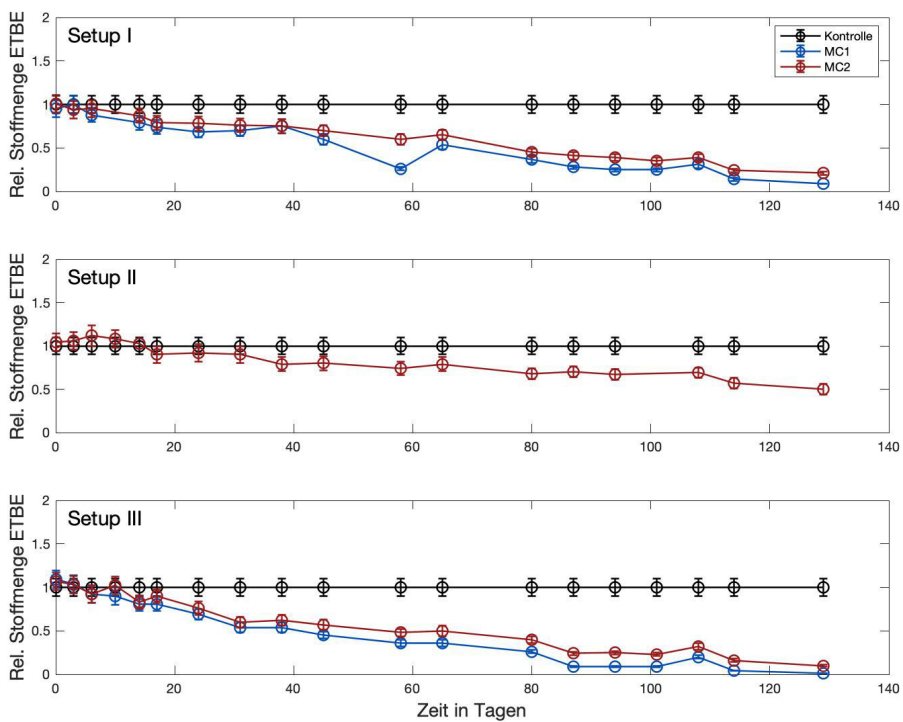 Setup I
Kontrolle
MC1
MC2
Rel. Stoffmenge ETBE
2
1.5
1
0.5
0
0 20 40 60 80 100 120 140
Setup II
Rel. Stoffmenge ETBE
2
1.5
1
0.5
0
0 20 40 60 80 100 120 140
Setup III
Rel. Stoffmenge ETBE
2
1.5
1
0.5
0
0 20 40 60 80 100 120 140
Zeit in Tagen